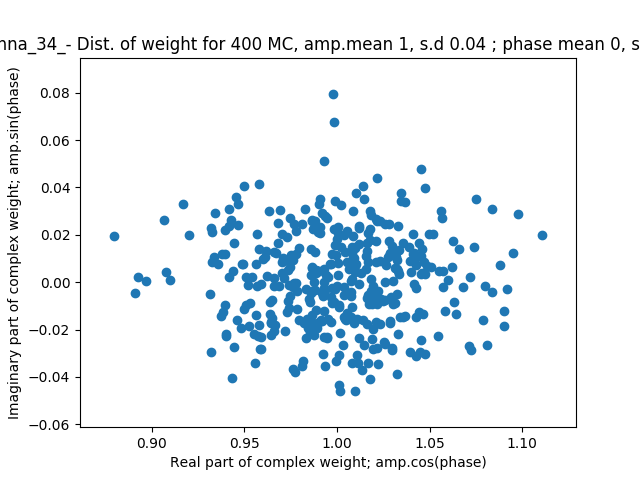 nna_34_- Dist. of weight for 400 MC, amp.mean 1, s.d 0.04 ; phase mean 0, s
Imaginary part of complex weight; amp.sin(phase)
0.08
0.06
0.04
0.02
0.00
−0.02
−0.04
−0.06
0.90 0.95 1.00 1.05 1.10
Real part of complex weight; amp.cos(phase)